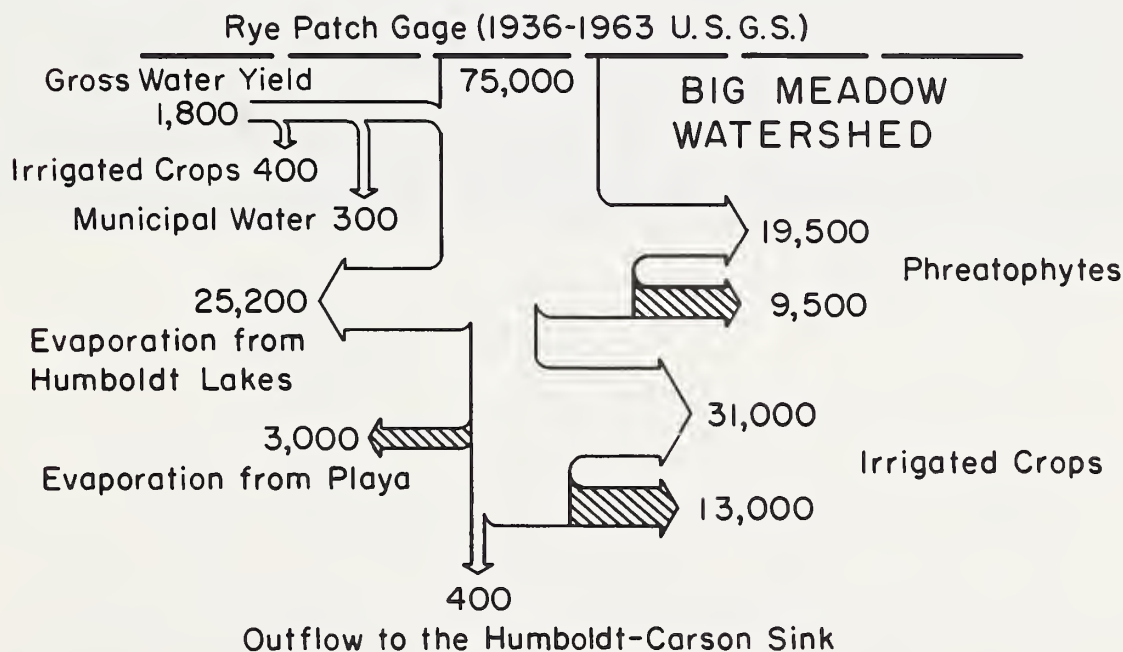 Rye Patch Gage (1936-1963 U.S.G.S.)
Gross Water Yield
1,800
75,000
BIG MEADOW
WATERSHED
Irrigated Crops 400
Municipal Water 300
19,500
Phreatophytes
9,500
25,200
Evaporation from
Humboldt Lakes
31,000
3,000
Evaporation from Playa
Irrigated Crops
13,000
400
Outflow to the Humboldt-Carson Sink